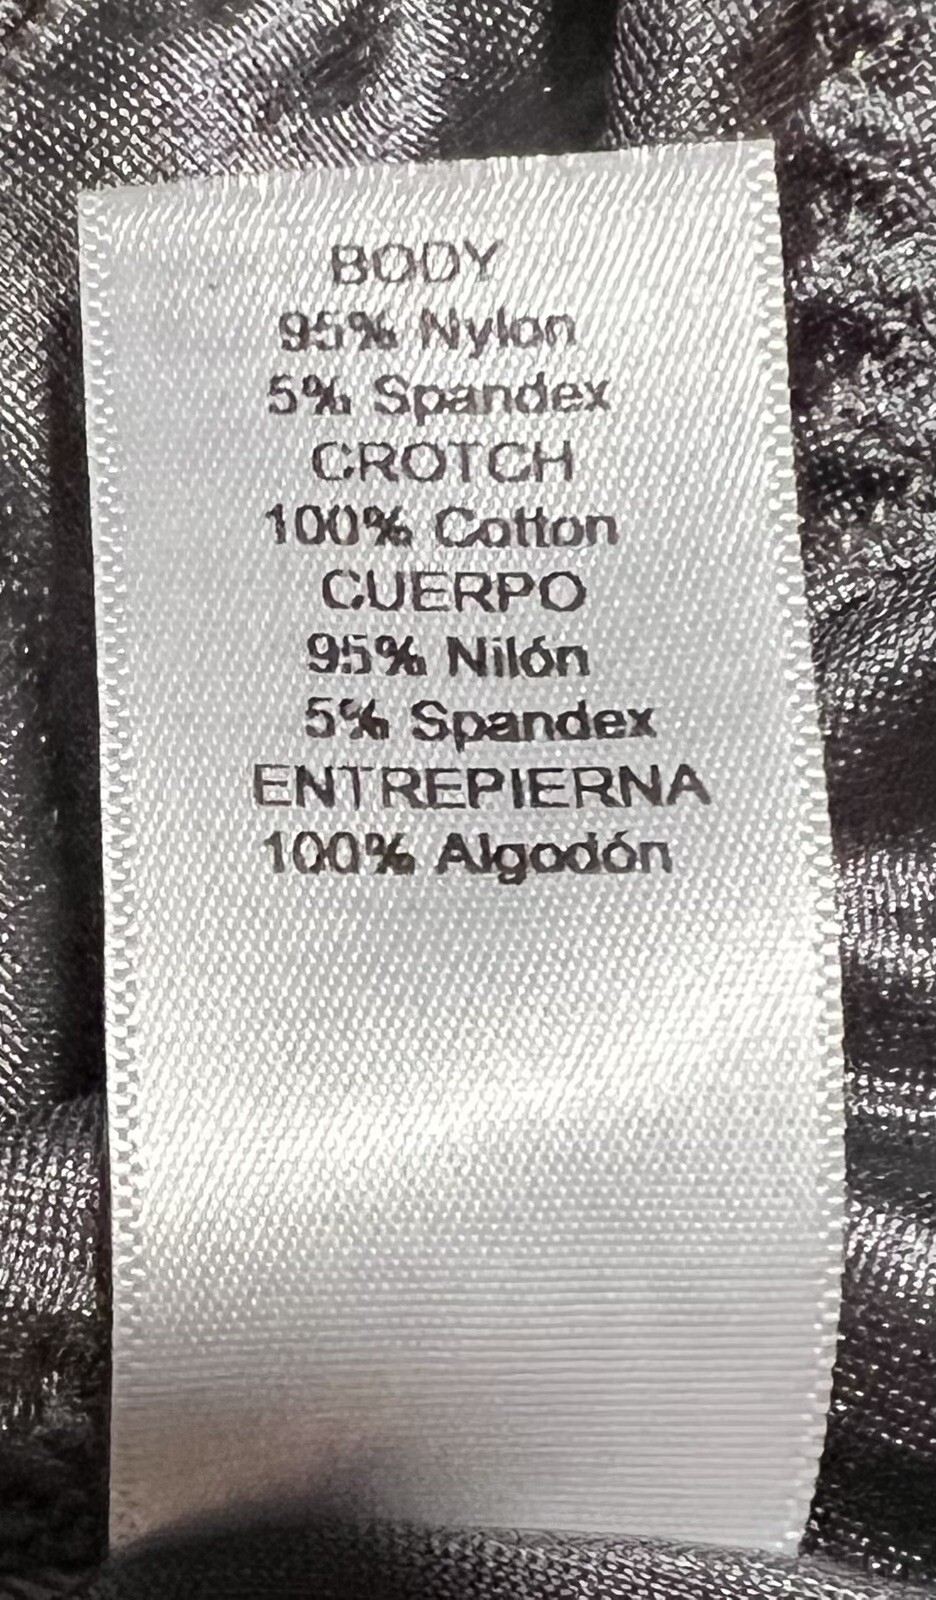 BODY
95% Nylon
5% Spandex
CROTCH
100% Cotton
CUERPO
95% Nilón
5% Spandex
ENTREPIERNA
100% Algodón